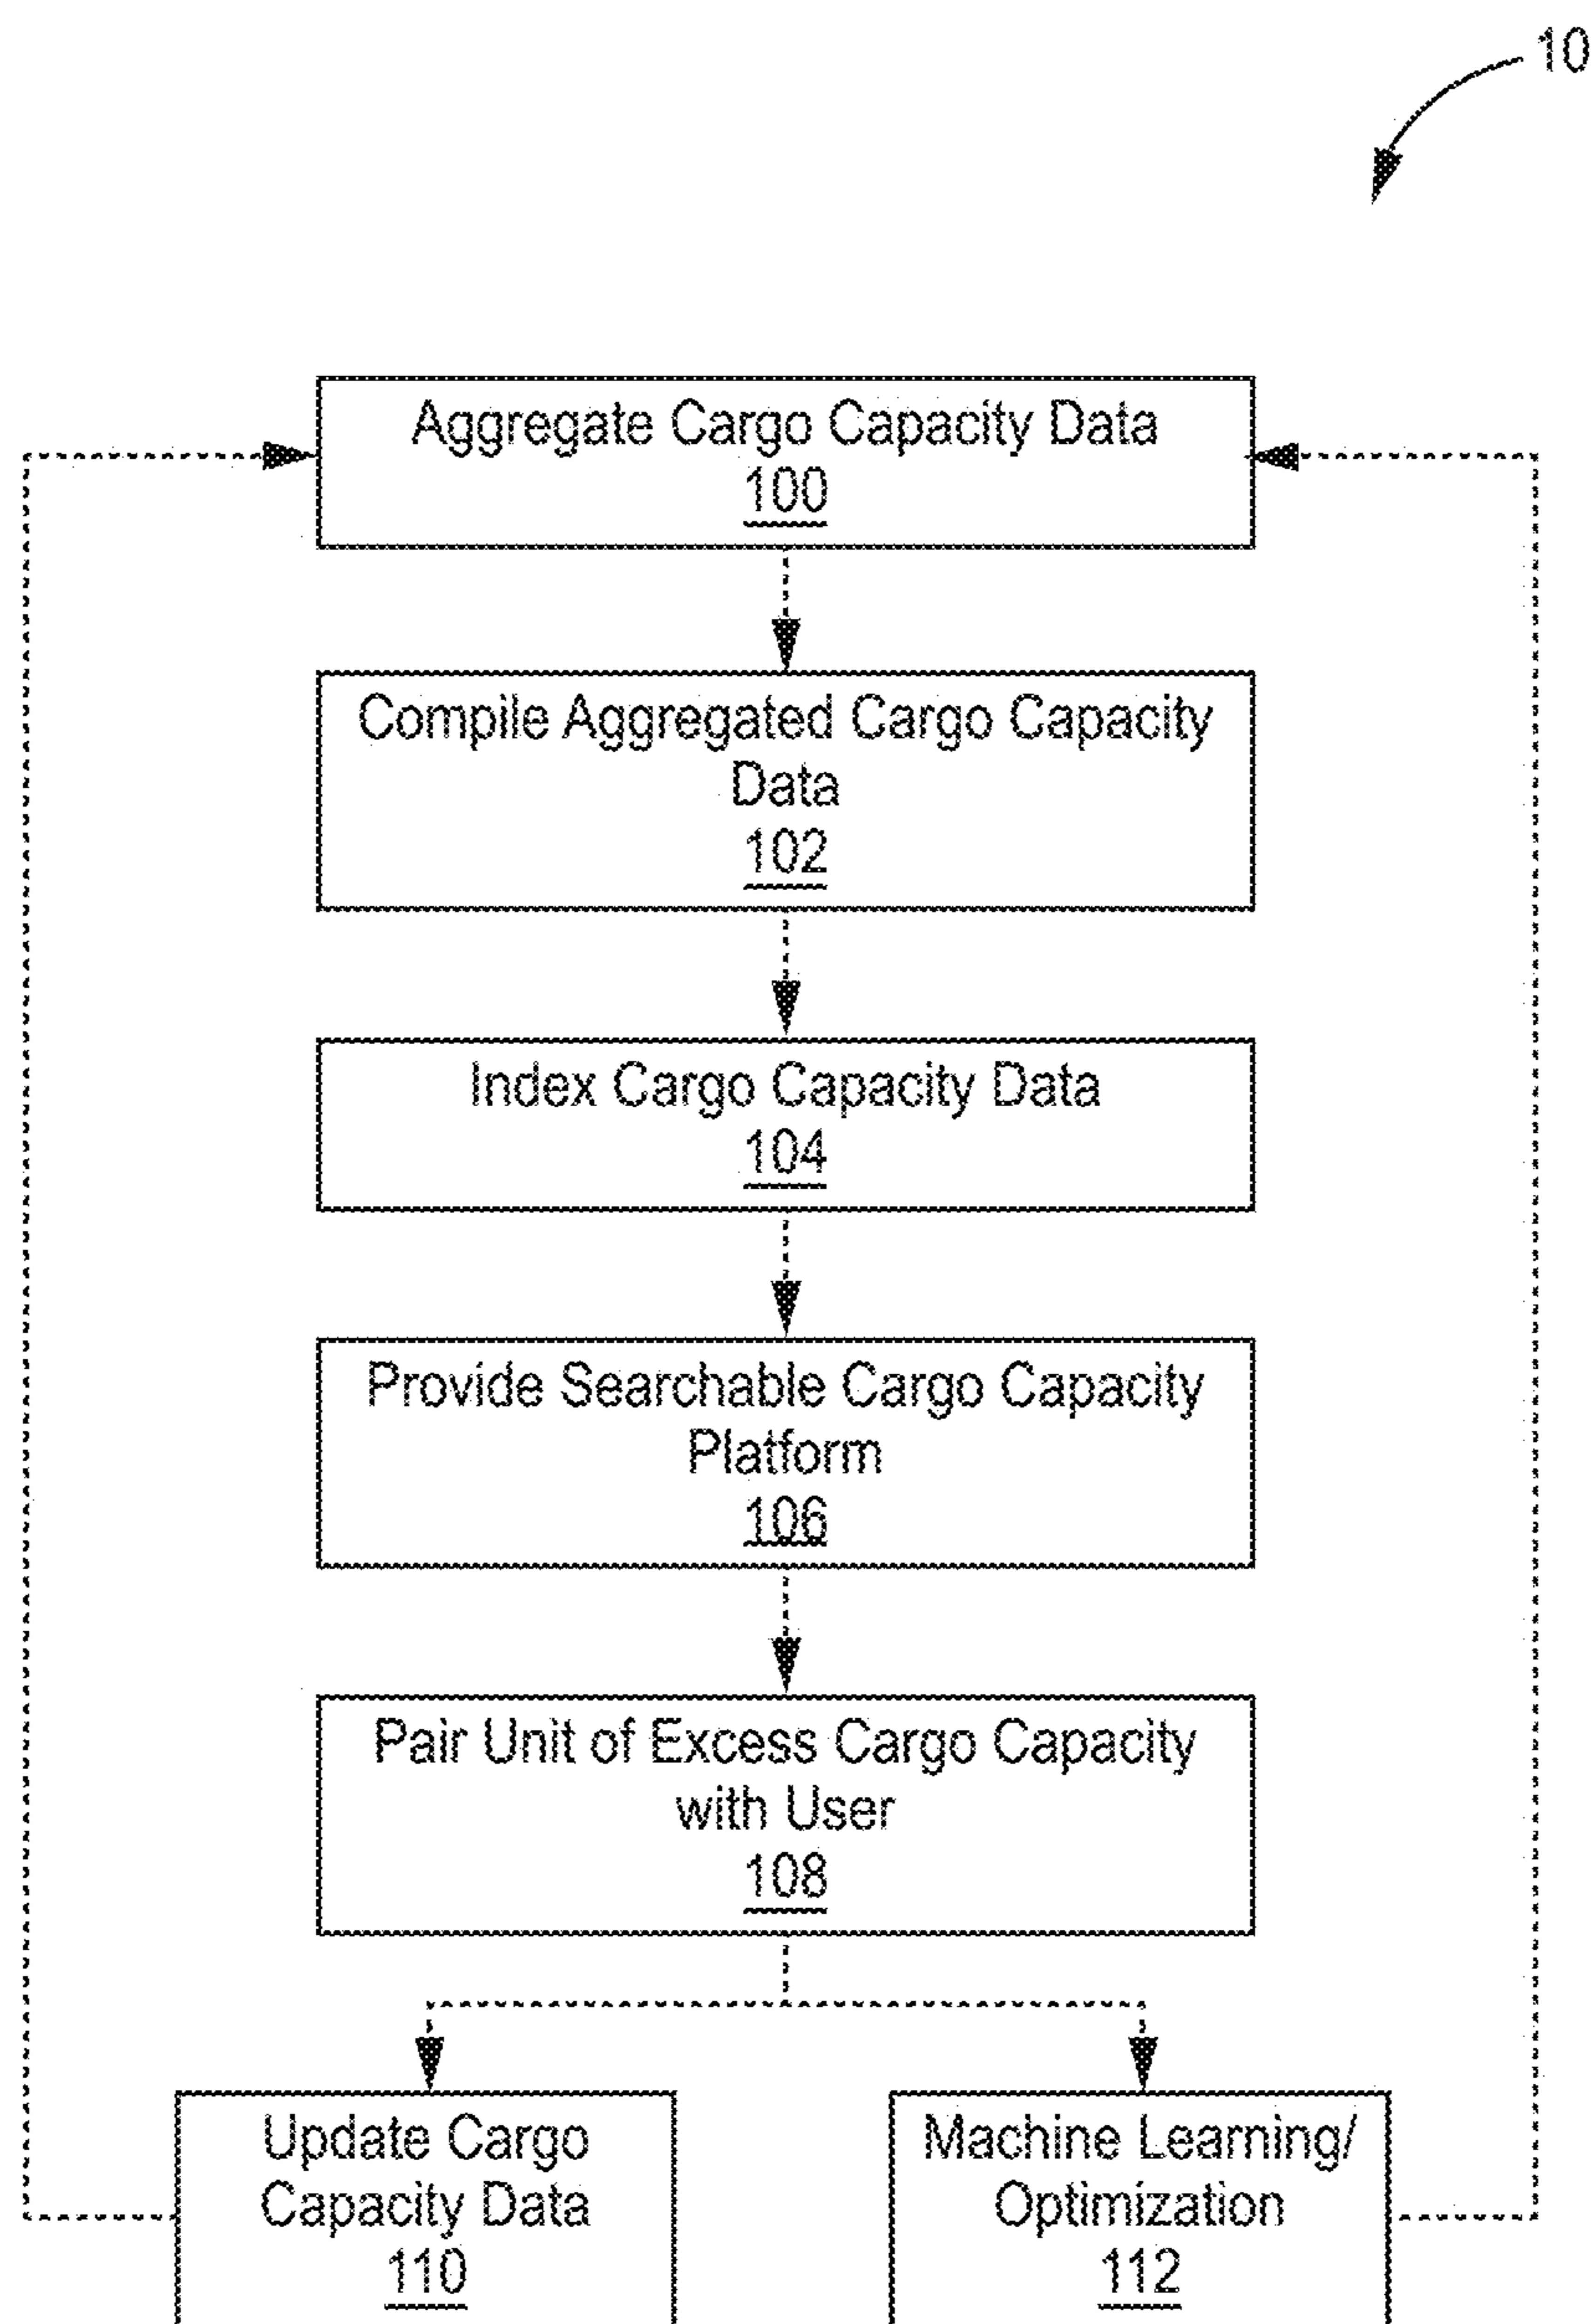 10
Aggregate Cargo Capacity Data
100
Compile Aggregated Cargo Capacity
Data
102
Index Cargo Capacity Data
104
Provide Searchable Cargo Capacity
Platform
106
Pair Unit of Excess Cargo Capacity
with User
108
Update Cargo
Capacity Data
110
Machine Learning/
Optimization
112